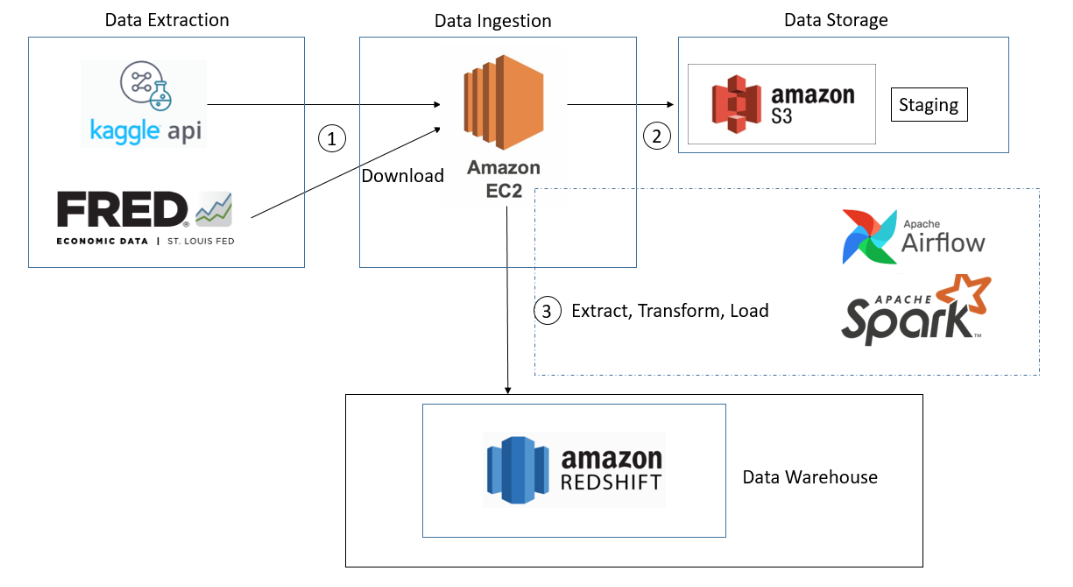 Data Extraction
Data Ingestion
Data Storage
kaggle api
FRED®
ECONOMIC DATA | ST. LOUIS FED
1
Download
Amazon
EC2
2
amazon
S3
Staging
Apache
Airflow
APACHE
Spark™
3 Extract, Transform, Load
amazon
REDSHIFT
Data Warehouse